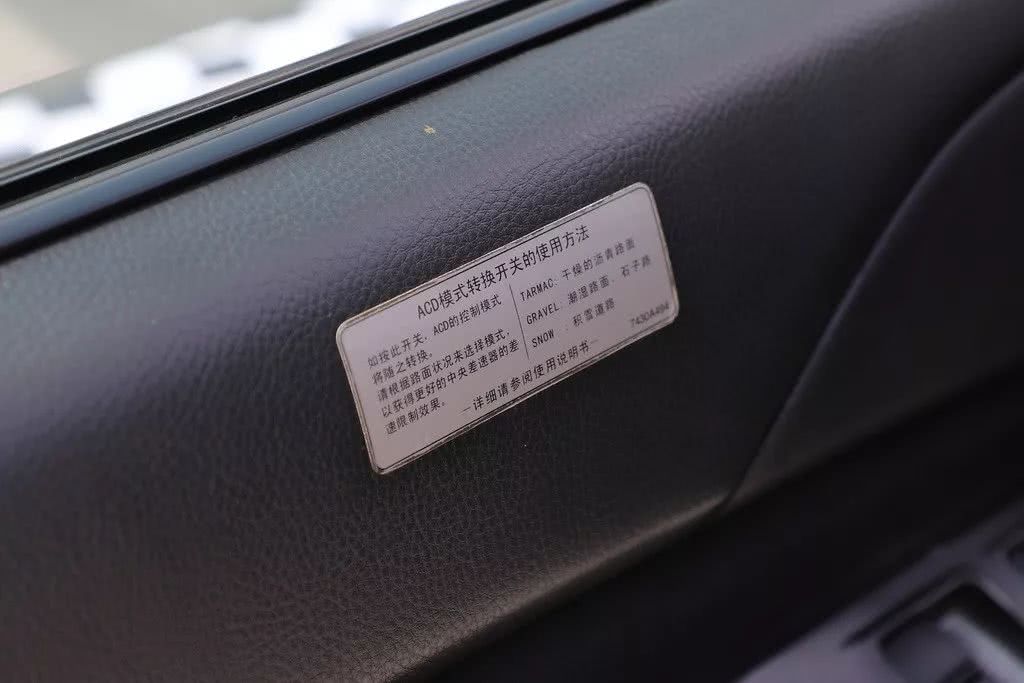 ACD模式转换开关的使用方法
如按此开关，ACD的控制模式
将随之转换。
请根据路面状况来选择模式，
以获得更好的中央差速器的差
速限制效果。
TARMAC: 干燥的沥青路面
GRAVEL: 潮湿路面．石子路
SNOW : 积雪道路
—详细请参阅使用说明书—
7430A494